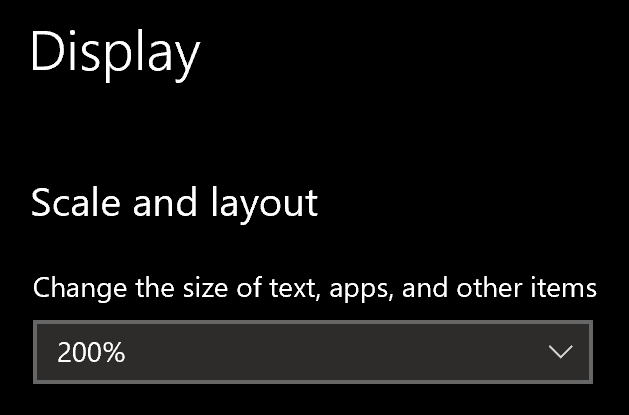 Display
Scale and layout
Change the size of text, apps, and other items
200%